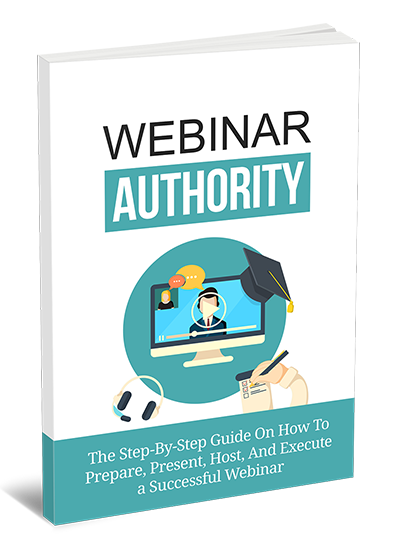 WEBINAR
AUTHORITY
The Step-By-Step Guide On How To
Prepare, Present, Host, And Execute
a Successful Webinar